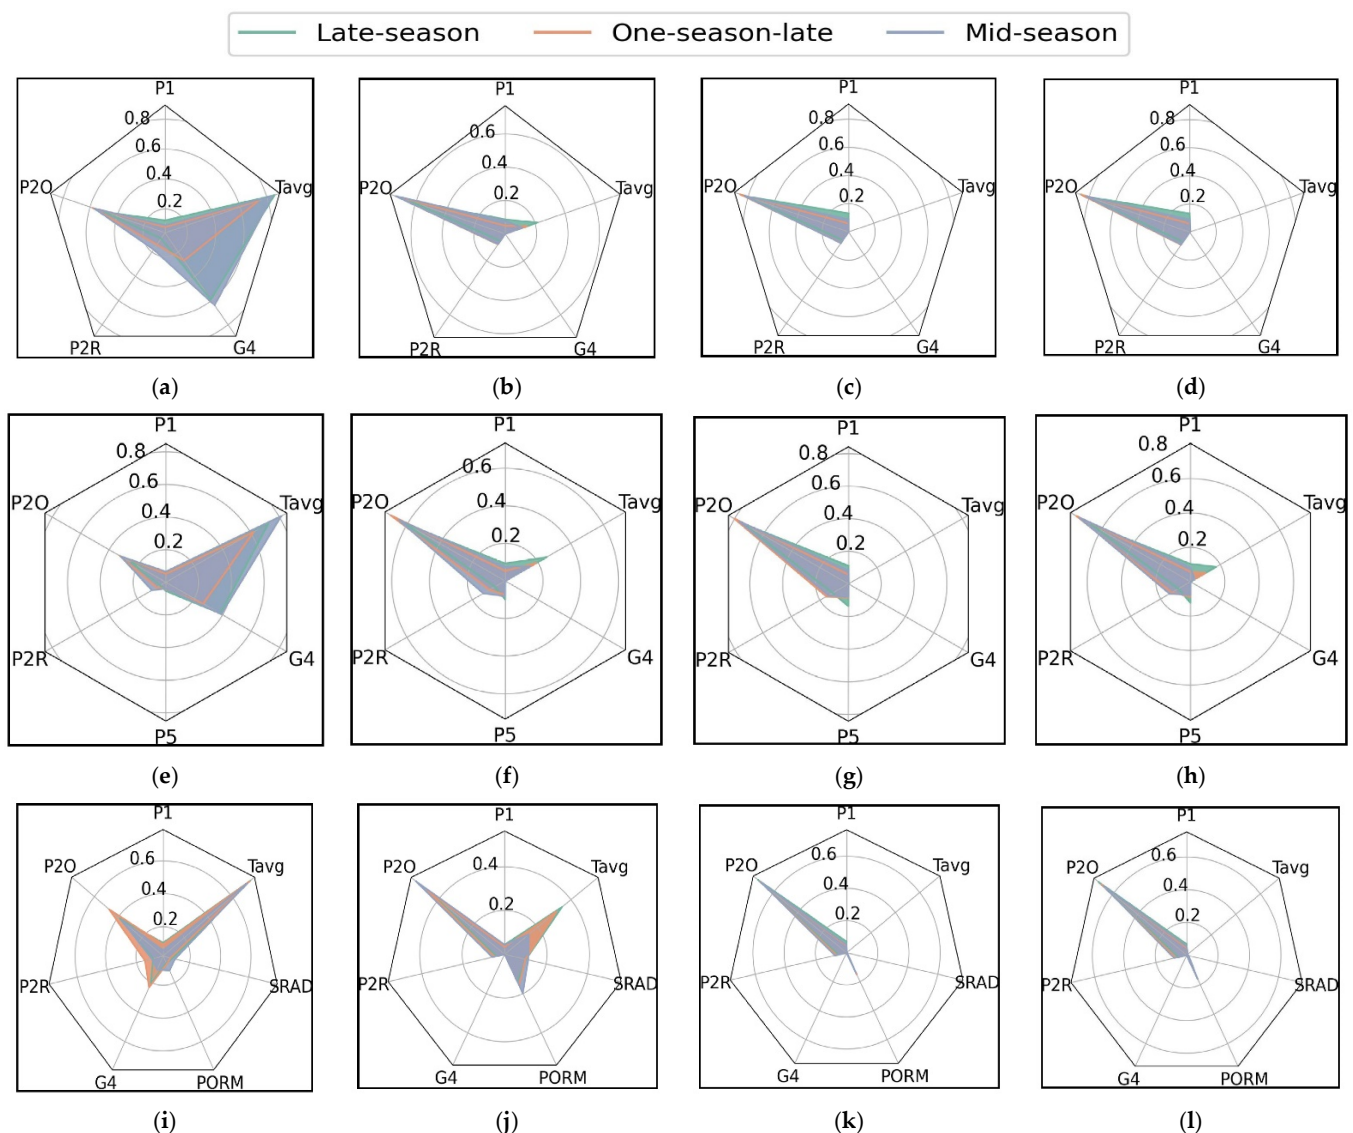 Late-season One-season-late Mid-season
P1 P1 P1 P1
0.8 0.6 0.8 0.8
0.6 0.4 0.6 0.6
0.4 0.2 0.4 0.4
0.2 0.2 0.2
P2O Tavg P2O Tavg P2O Tavg P2O Tavg
P2R G4 P2R G4 P2R G4 P2R G4
(a) (b) (c) (d)
P1 P1 P1 P1
0.8 0.6 0.8 0.8
0.6 0.4 0.6 0.6
0.4 0.2 0.4 0.4
0.2 0.2 0.2
P2O Tavg P2O Tavg P2O Tavg P2O Tavg
P2R G4 P2R G4 P2R G4 P2R G4
P5 P5 P5 P5
(e) (f) (g) (h)
P1 P1 P1 P1
0.6 0.4 0.6 0.6
0.4 0.2 0.4 0.4
0.2 0.2 0.2
P2O Tavg P2O Tavg P2O Tavg P2O Tavg
P2R SRAD P2R SRAD P2R SRAD P2R SRAD
G4 PORM G4 PORM G4 PORM G4 PORM
(i) (j) (k) (l)